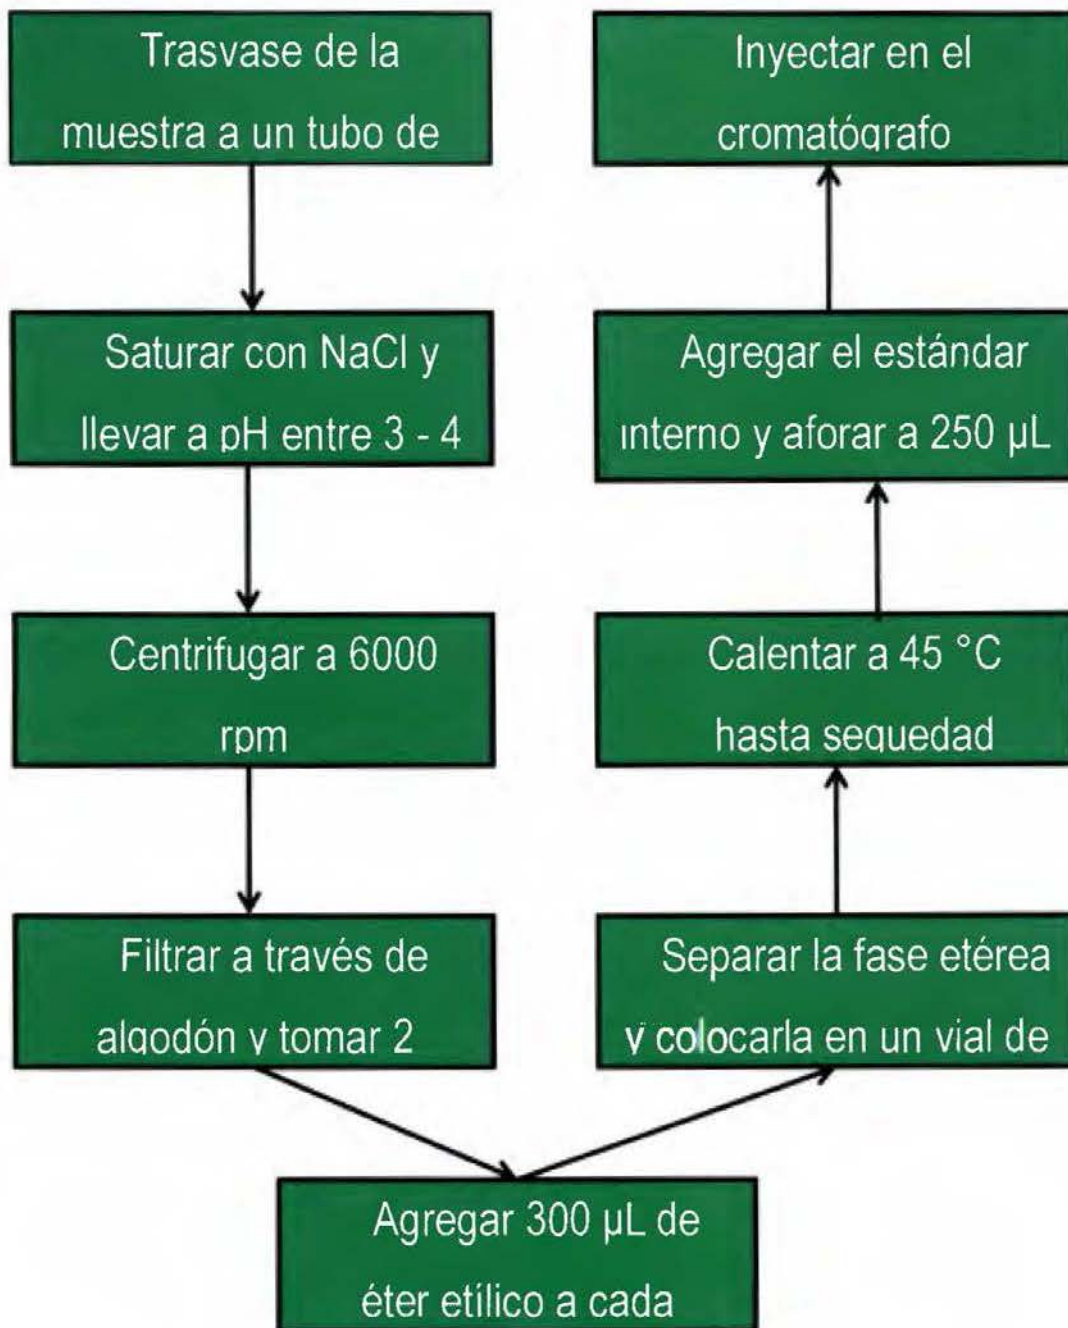 Trasvase de la
muestra a un tubo de
Saturar con NaCl y
llevar a pH entre 3 - 4
Centrifugar a 6000
rpm
Filtrar a través de
algodón y tomar 2
Agregar 300 µL de
éter etílico a cada
Separar la fase etérea
y colocarla en un vial de
Calentar a 45 °C
hasta sequedad
Agregar el estándar
interno y aforar a 250 µL
Inyectar en el
cromatógrafo